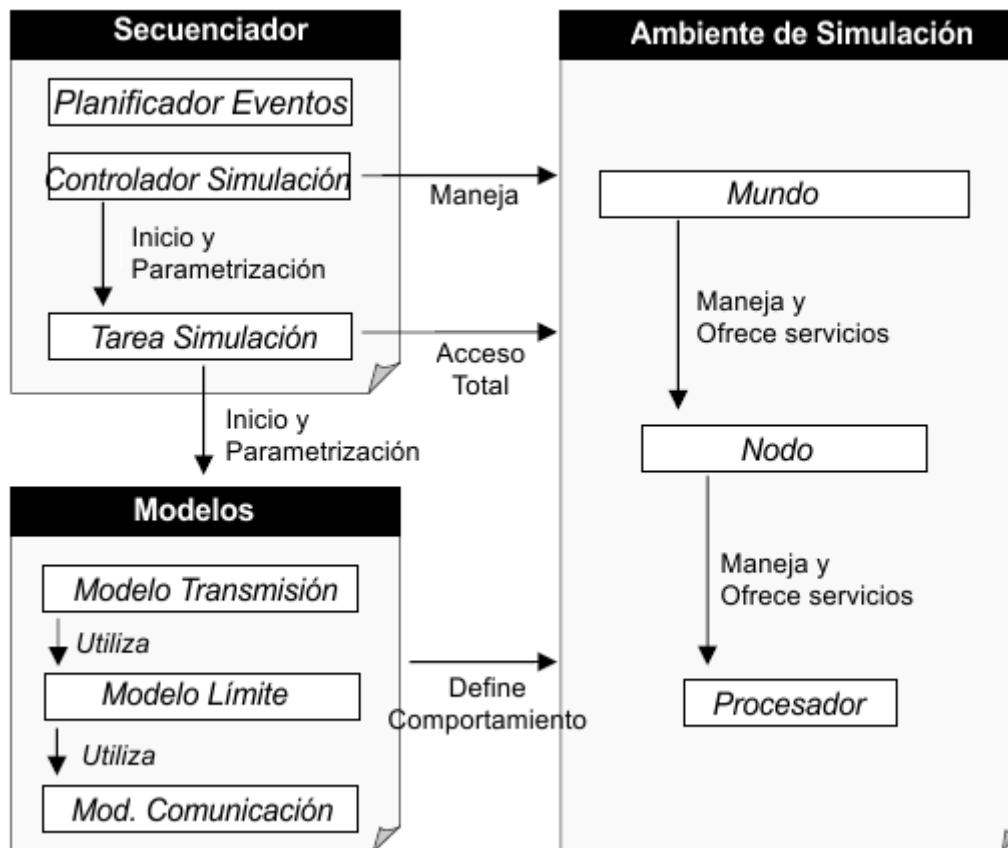 Secuenciador
Planificador Eventos
Controlador Simulación
Inicio y
Parametrización
Tarea Simulación
Maneja
Acceso
Total
Inicio y
Parametrización
Modelos
Modelo Transmisión
Utiliza
Modelo Límite
Utiliza
Mod. Comunicación
Define
Comportamiento
Ambiente de Simulación
Mundo
Maneja y
Ofrece servicios
Nodo
Maneja y
Ofrece servicios
Procesador